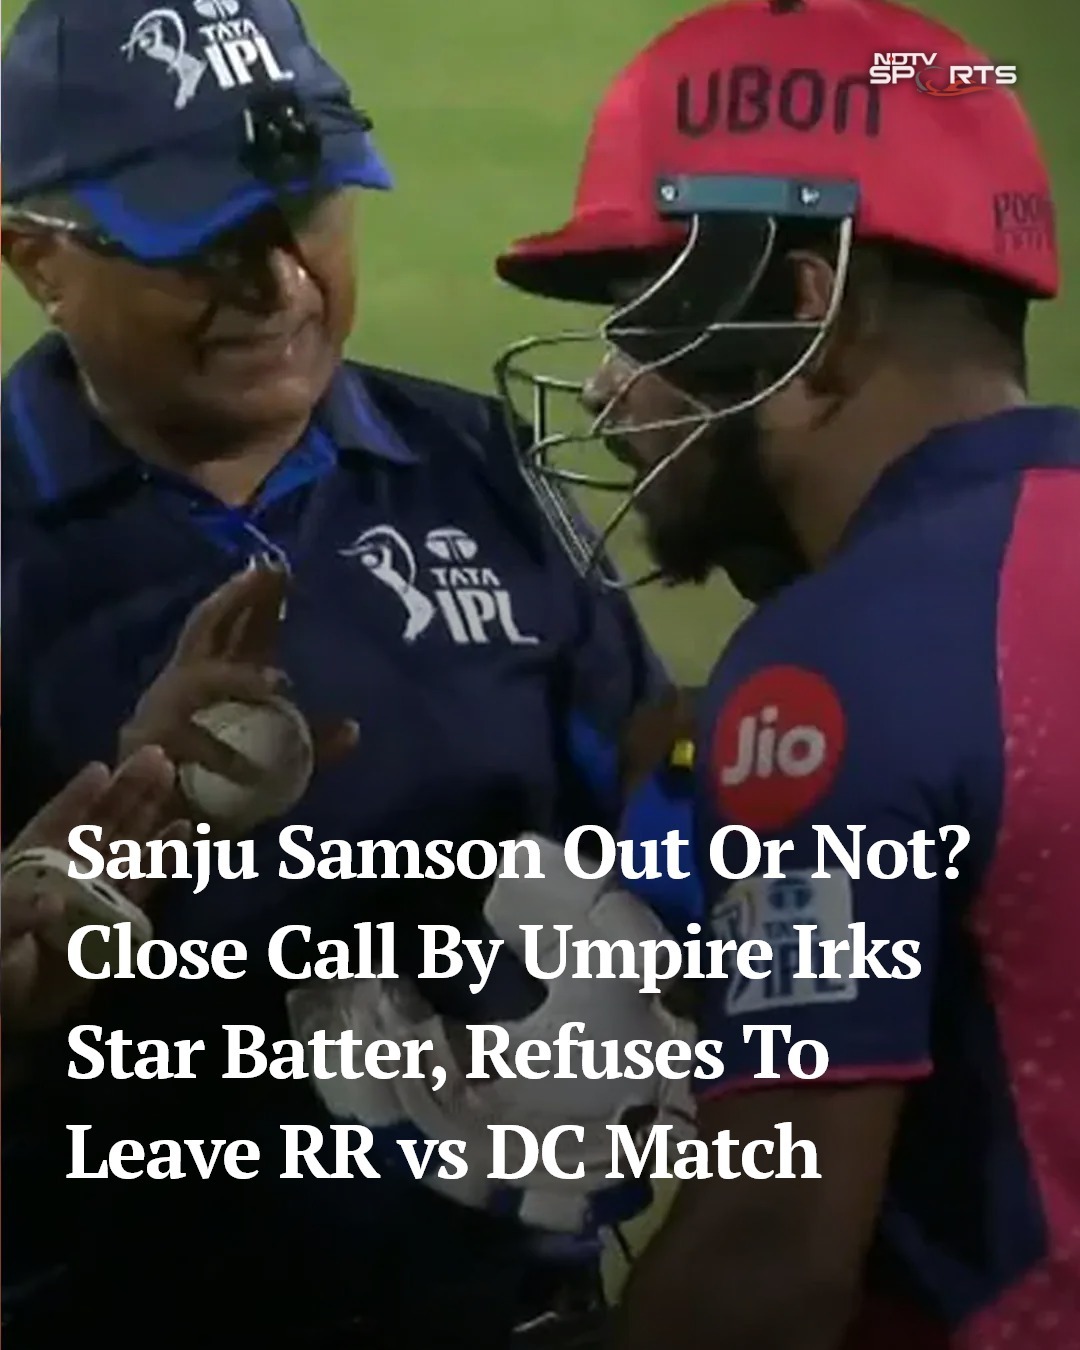 TATA
IPL
NDTV
SPORTS
UBON
TATA
IPL
Jio
Sanju Samson Out Or Not?
Close Call By Umpire Irks
Star Batter, Refuses To
Leave RR vs DC Match